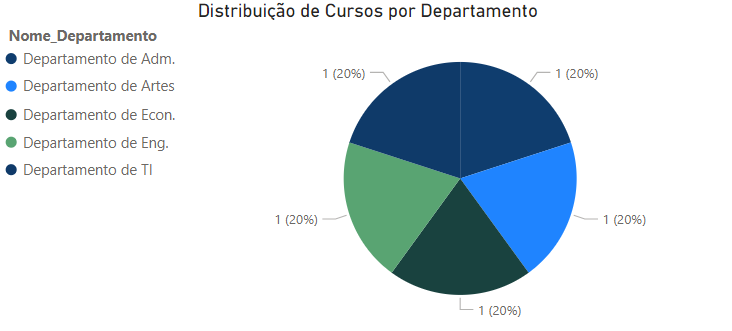 Distribuição de Cursos por Departamento
Nome_Departamento
Departamento de Adm.
Departamento de Artes
Departamento de Econ.
Departamento de Eng.
Departamento de TI
1 (20%)
1 (20%)
1 (20%)
1 (20%)
1 (20%)